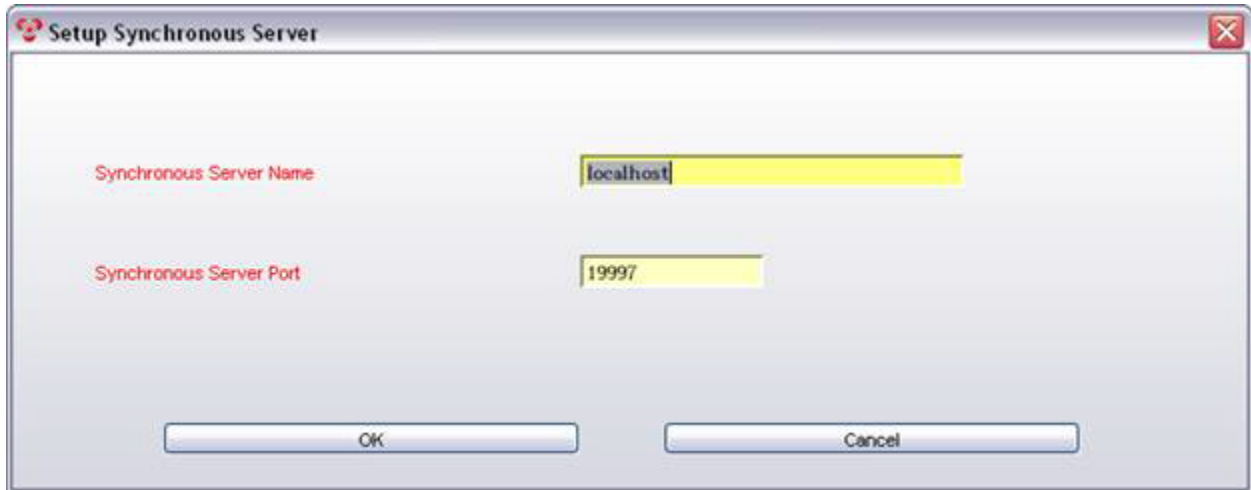 Setup Synchronous Server
Synchronous Server Name
localhost
Synchronous Server Port
19997
OK
Cancel